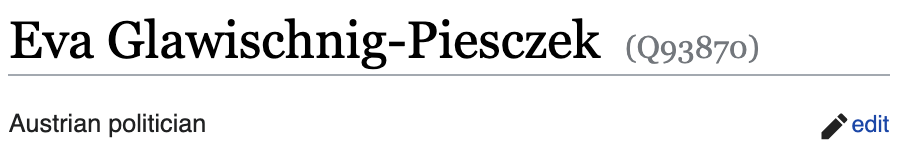 Eva Glawischnig-Piesczek (Q93870)
Austrian politician edit